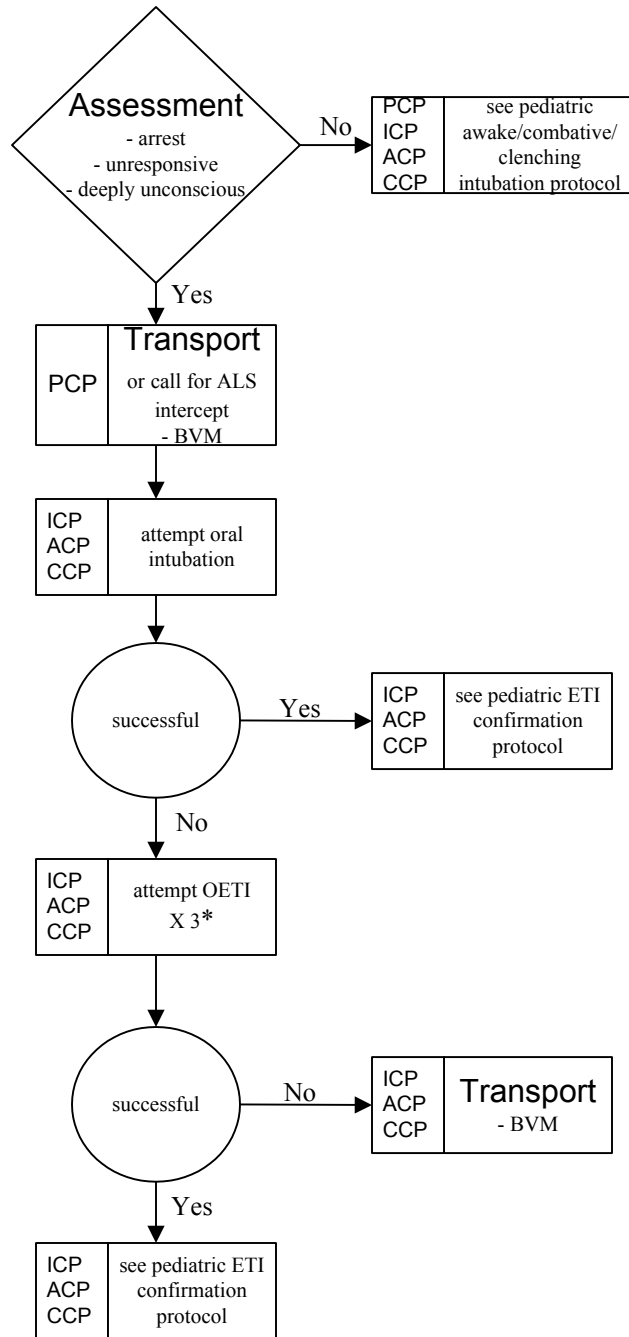 Assessment
- arrest
- unresponsive
- deeply unconscious
No
PCP
ICP
ACP
CCP
see pediatric
awake/combative/
clenching
intubation protocol
Yes
PCP
Transport
or call for ALS
intercept
- BVM
ICP
ACP
CCP
attempt oral
intubation
successful
Yes
ICP
ACP
CCP
see pediatric ETI
confirmation
protocol
No
ICP
ACP
CCP
attempt OETI
X 3*
successful
No
ICP
ACP
CCP
Transport
- BVM
Yes
ICP
ACP
CCP
see pediatric ETI
confirmation
protocol